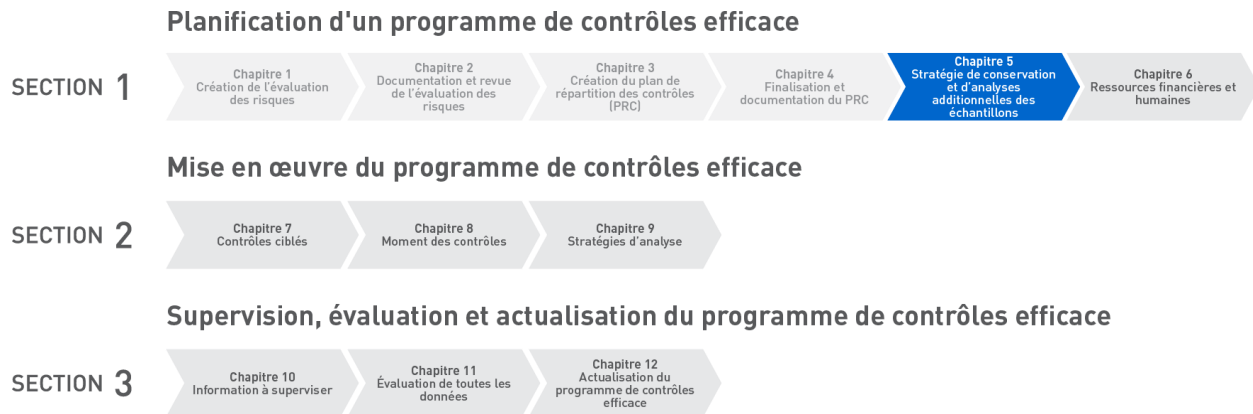 Planification d'un programme de contrôles efficace
SECTION 1
Chapitre 1
Création de l'évaluation
des risques
Chapitre 2
Documentation et revue
de l'évaluation des
risques
Chapitre 3
Création du plan de
répartition des contrôles
(PRC)
Chapitre 4
Finalisation et
documentation du PRC
Chapitre 5
Stratégie de conservation
et d'analyses
additionnelles des
échantillons
Chapitre 6
Ressources financières et
humaines
Mise en œuvre du programme de contrôles efficace
SECTION 2
Chapitre 7
Contrôles ciblés
Chapitre 8
Moment des contrôles
Chapitre 9
Stratégies d'analyse
Supervision, évaluation et actualisation du programme de contrôles efficace
SECTION 3
Chapitre 10
Information à superviser
Chapitre 11
Évaluation de toutes les
données
Chapitre 12
Actualisation du
programme de contrôles
efficace